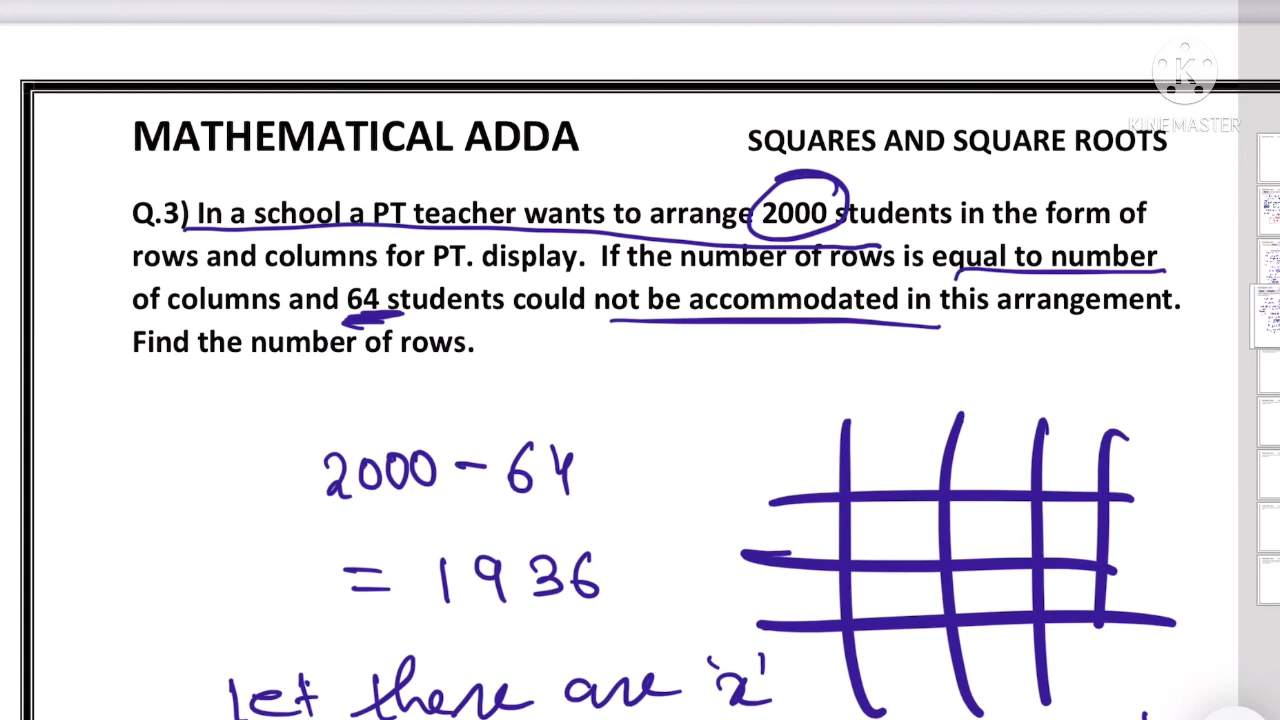 KINEMASTER
MATHEMATICAL ADDA SQUARES AND SQUARE ROOTS
Q.3) In a school a PT teacher wants to arrange 2000 students in the form of
rows and columns for PT. display. If the number of rows is equal to number
of columns and 64 students could not be accommodated in this arrangement.
Find the number of rows.
2000 - 64
= 1936
Let there are 'x'